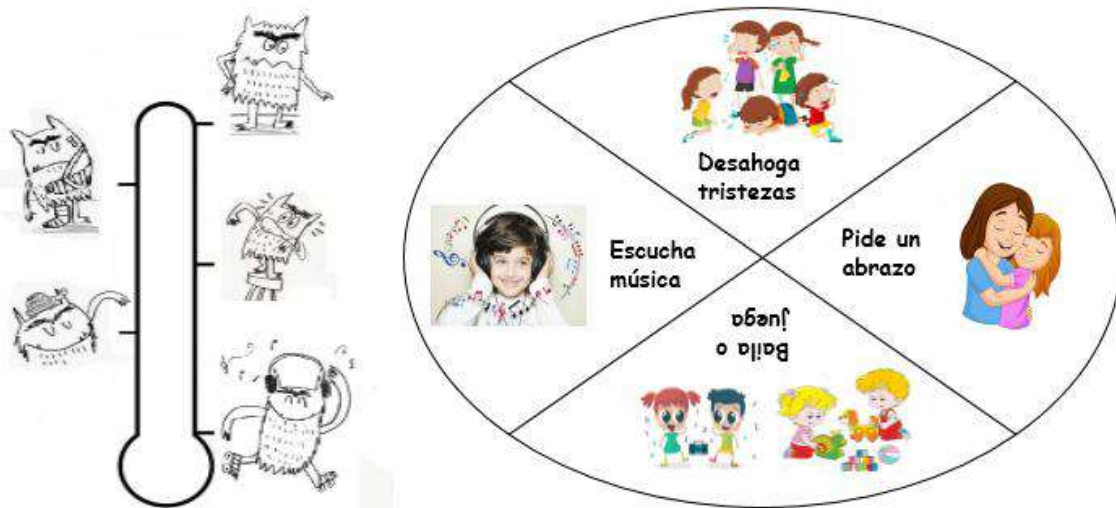 Desahoga
tristezas
Escucha
música
Pide un
abrazo
Baila o
juega